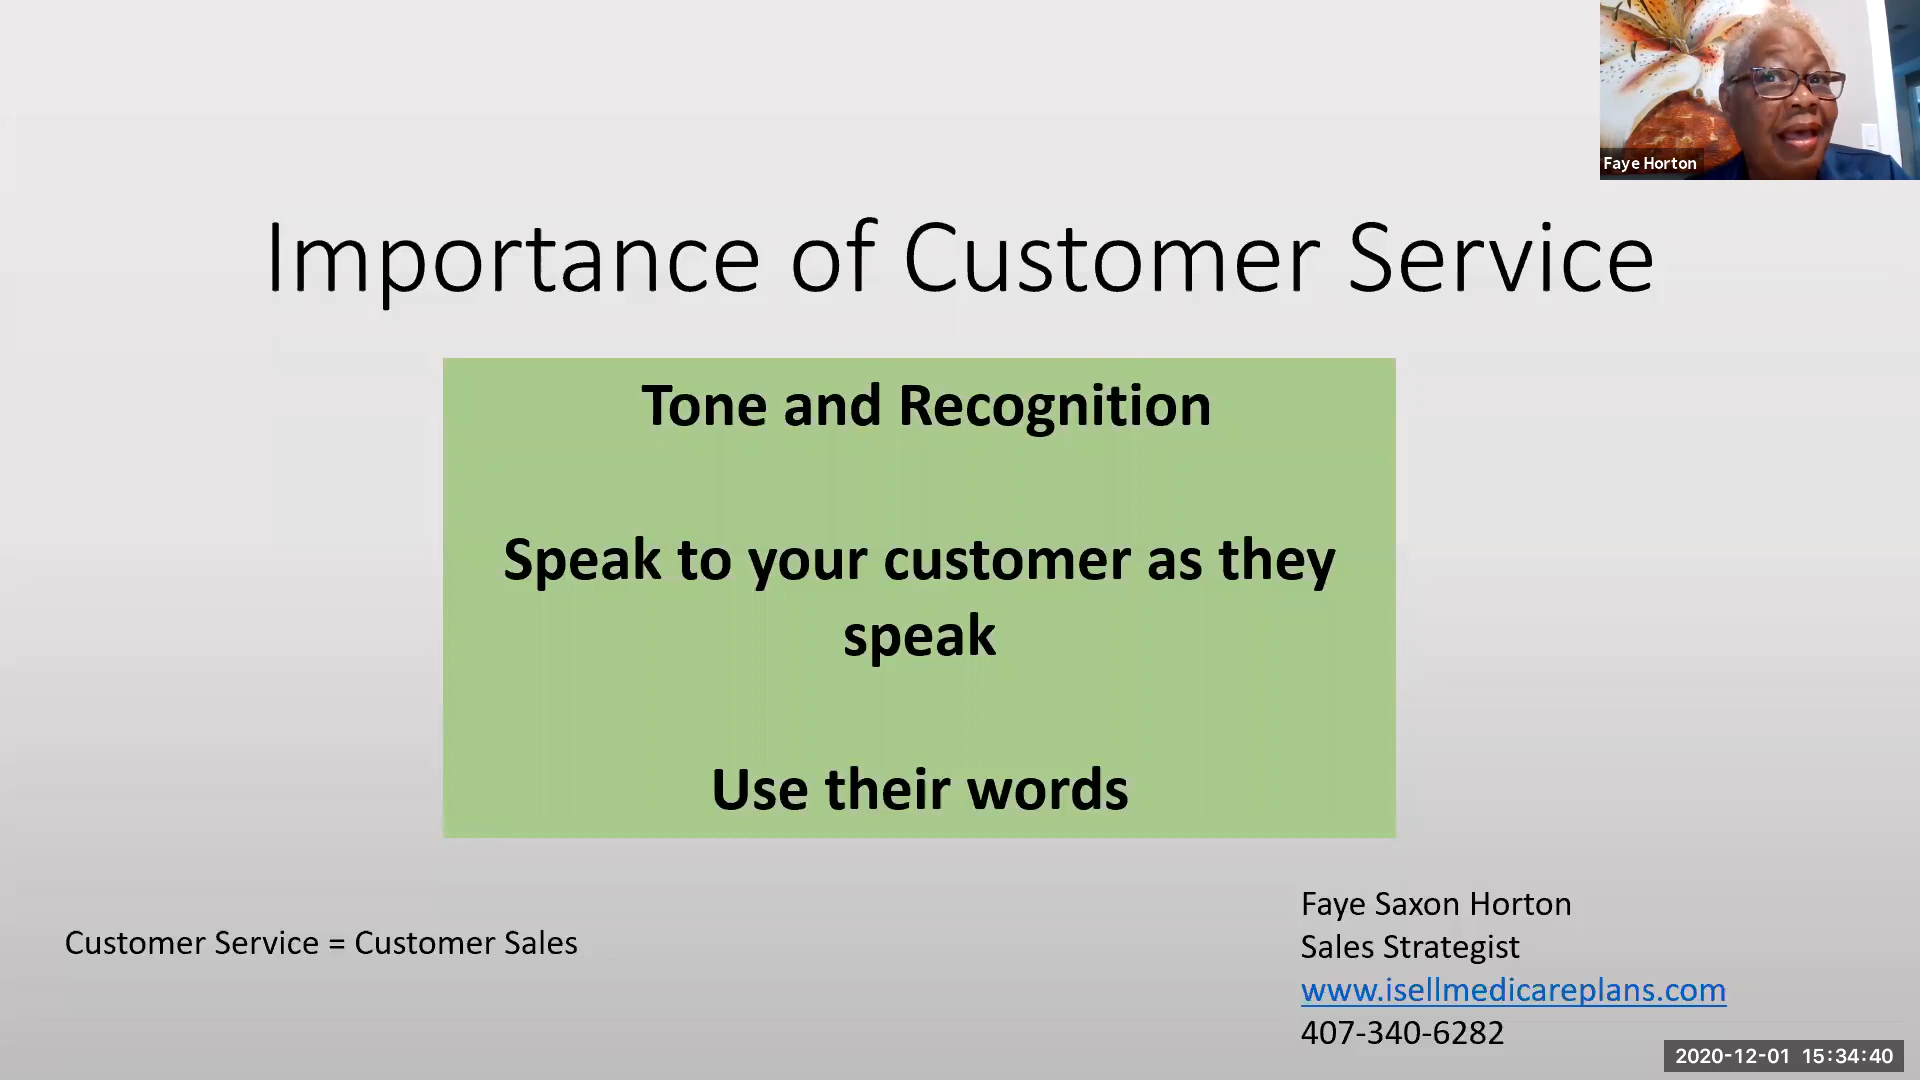 Faye Horton
Importance of Customer Service
Tone and Recognition
Speak to your customer as they
speak
Use their words
Customer Service = Customer Sales
Faye Saxon Horton
Sales Strategist
www.isellmedicareplans.com
407-340-6282
2020-12-01 15:34:40